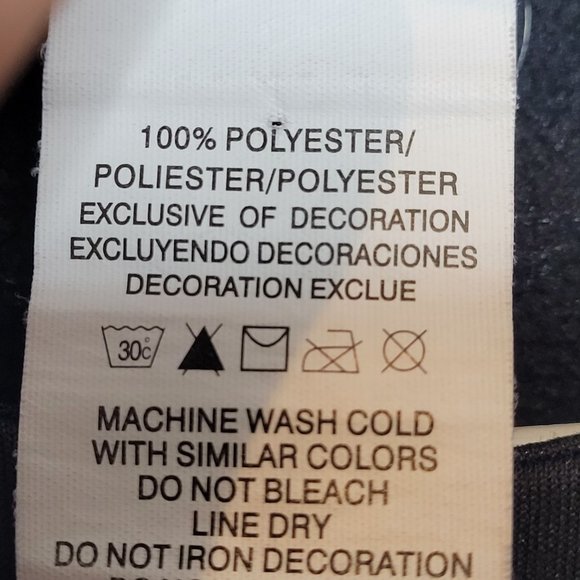 100% POLYESTER/
POLIESTER/POLYESTER
EXCLUSIVE OF DECORATION
EXCLUYENDO DECORACIONES
DECORATION EXCLUE
30°C
MACHINE WASH COLD
WITH SIMILAR COLORS
DO NOT BLEACH
LINE DRY
DO NOT IRON DECORATION